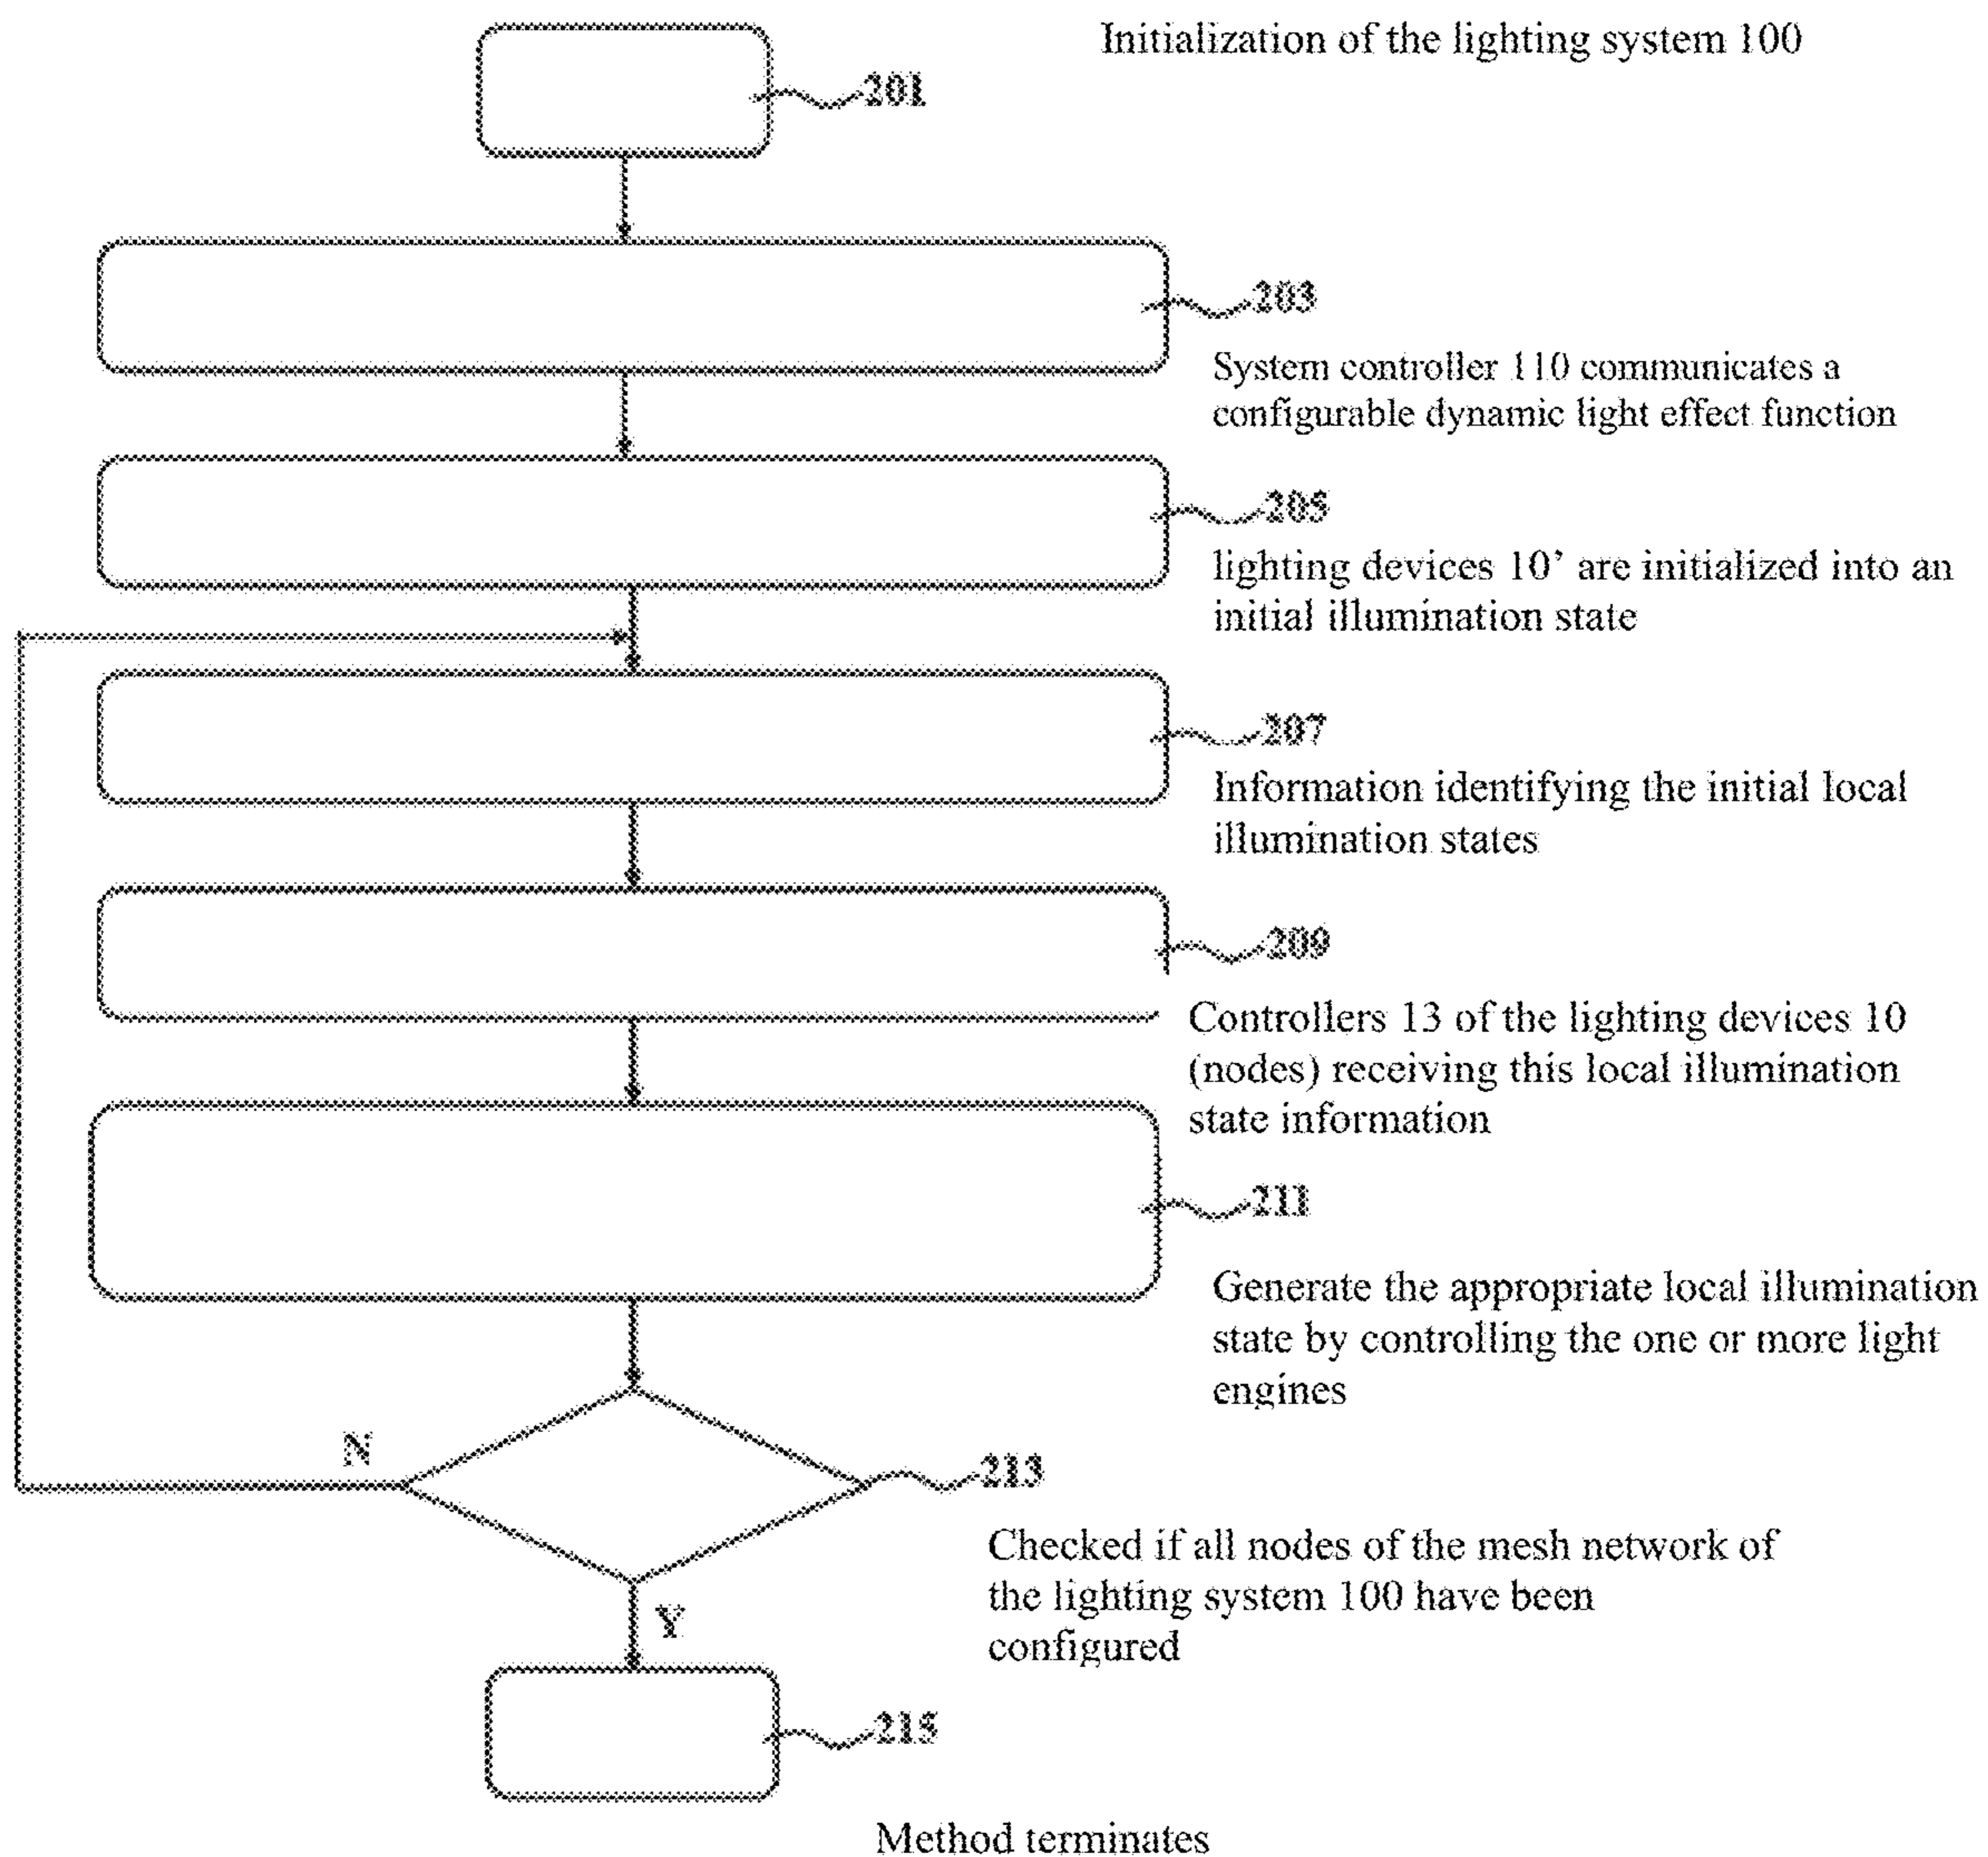 Initialization of the lighting system 100
201
203
System controller 110 communicates a
configurable dynamic light effect function
205
lighting devices 10’ are initialized into an
initial illumination state
207
Information identifying the initial local
illumination states
209
Controllers 13 of the lighting devices 10
(nodes) receiving this local illumination
state information
211
Generate the appropriate local illumination
state by controlling the one or more light
engines
N
213
Checked if all nodes of the mesh network of
the lighting system 100 have been
configured
Y
215
Method terminates